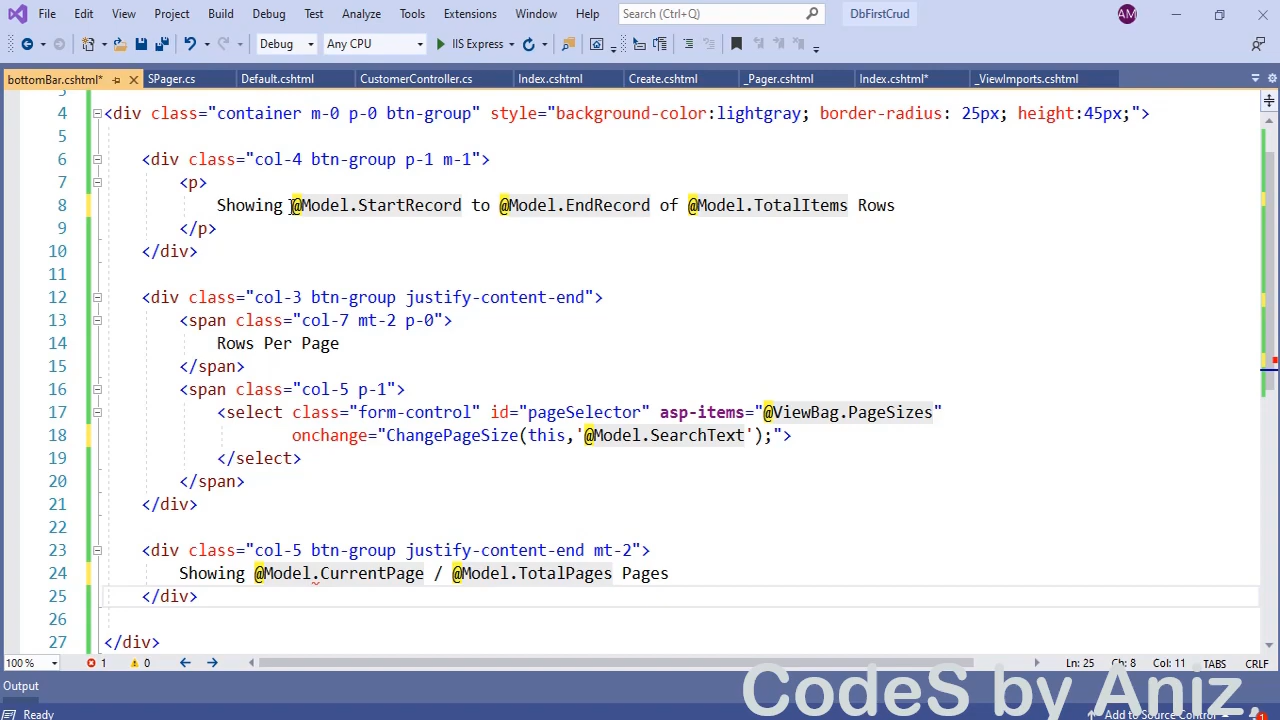 File Edit View Project Build Debug Test Analyze Tools Extensions Window Help Search (Ctrl+Q) DbFirstCrud AM
Debug Any CPU IIS Express
bottomBar.cshtml* SPager.cs Default.cshtml CustomerController.cs Index.cshtml Create.cshtml _Pager.cshtml Index.cshtml* _ViewImports.cshtml
4 <div class="container m-0 p-0 btn-group" style="background-color:lightgray; border-radius: 25px; height:45px;">
5
6 <div class="col-4 btn-group p-1 m-1">
7 <p>
8 Showing @Model.StartRecord to @Model.EndRecord of @Model.TotalItems Rows
9 </p>
10 </div>
11
12 <div class="col-3 btn-group justify-content-end">
13 <span class="col-7 mt-2 p-0">
14 Rows Per Page
15 </span>
16 <span class="col-5 p-1">
17 <select class="form-control" id="pageSelector" asp-items="@ViewBag.PageSizes"
18 onchange="ChangePageSize(this,'@Model.SearchText');">
19 </select>
20 </span>
21 </div>
22
23 <div class="col-5 btn-group justify-content-end mt-2">
24 Showing @Model.CurrentPage / @Model.TotalPages Pages
25 </div>
26
27 </div>
100 % 1 0 Ln: 25 Ch: 8 Col: 11 TABS CRLF
Output
CodeS by Aniz.
Ready Add to Source Control 1